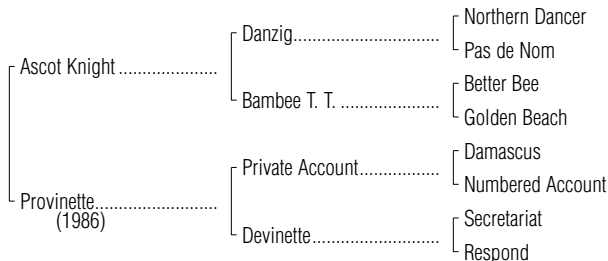 Northern Dancer
Danzig..................................
Pas de Nom
Ascot Knight .....................
Better Bee
Bambee T. T. .......................
Golden Beach
Damascus
Private Account...................
Numbered Account
Provinette..........................
(1986)
Secretariat
Devinette..............................
Respond